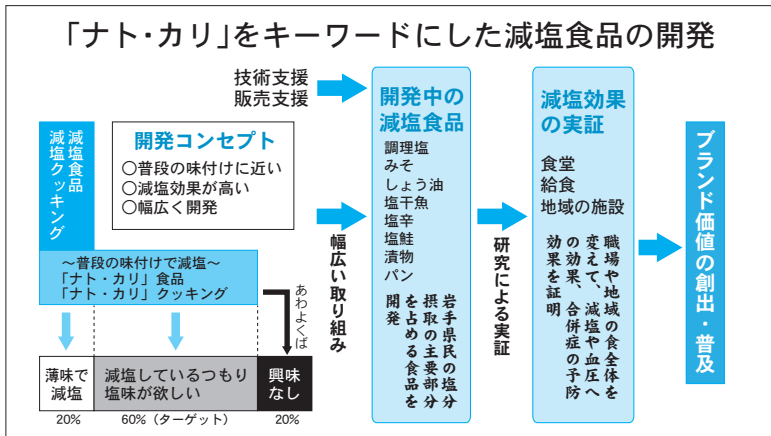 「ナト・カリ」をキーワードにした減塩食品の開発
技術支援
販売支援
減塩食品
減塩クッキング
開発コンセプト
○普段の味付けに近い
○減塩効果が高い
○幅広く開発
～普段の味付けで減塩～
「ナト・カリ」食品
「ナト・カリ」クッキング
あわよくば
薄味で
減塩
減塩しているつもり
塩味が欲しい
興味
なし
20%
60%（ターゲット）
20%
幅広い取り組み
開発中の
減塩食品
調理塩
みそ
しょう油
塩干魚
塩辛
塩鮭
漬物
パン
岩手県民の塩分
摂取の主要部分
を占める食品を
開発
研究による実証
減塩効果
の実証
食堂
給食
地域の施設
職場や地域の食全体を
変えて、減塩や血圧へ
の効果、合併症の予防
効果を証明
ブランド価値の創出・普及